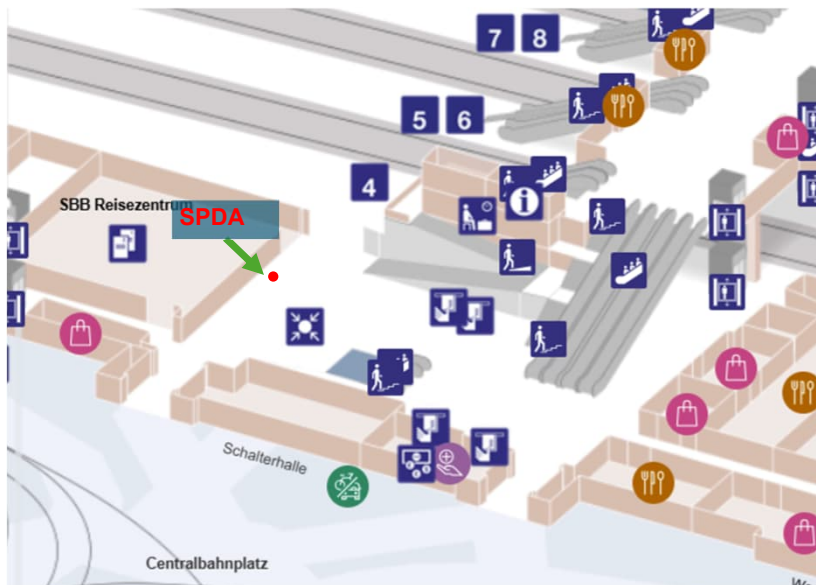 7 8
5 6
4
SBB Reisezentrum
SPDA
i
Schalterhalle
Centralbahnplatz